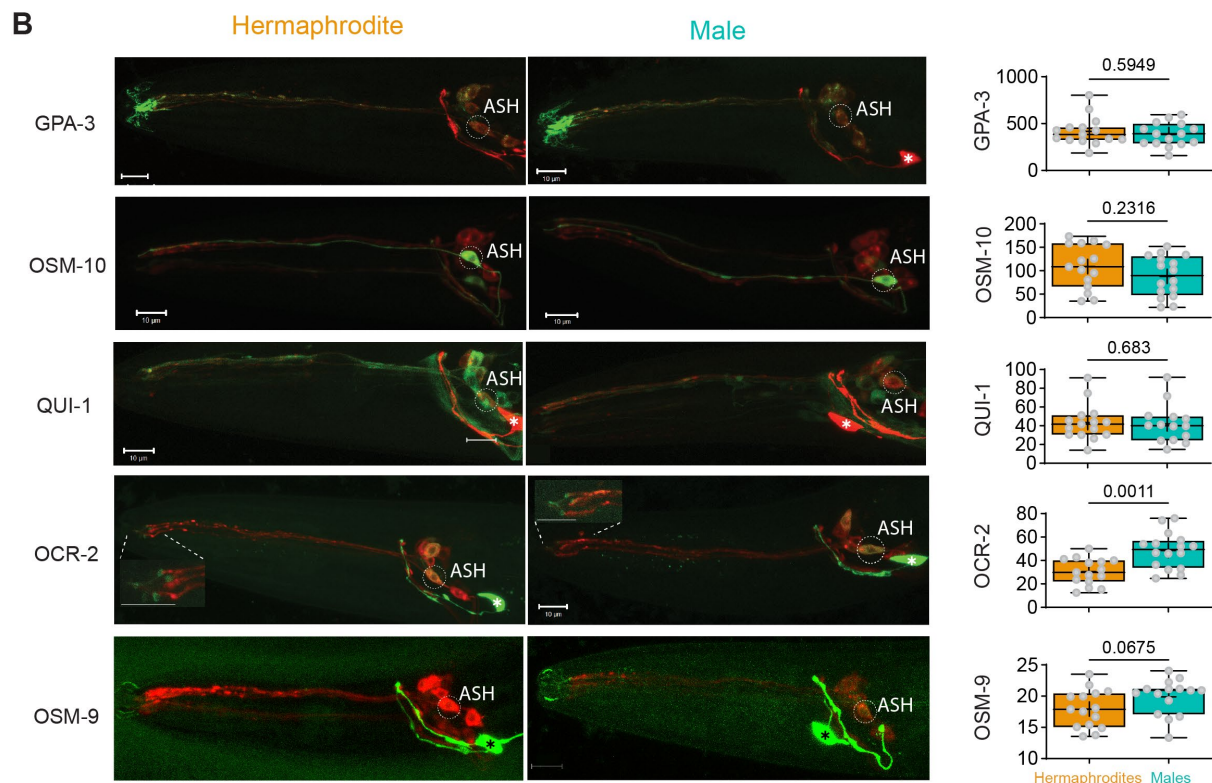 B
Hermaphrodite
Male
GPA-3
ASH
ASH
*
10 µm
0.5949
GPA-3
1000
500
0
OSM-10
ASH
10 µm
ASH
10 µm
0.2316
OSM-10
200
150
100
50
0
QUI-1
ASH
*
10 µm
ASH
*
0.683
QUI-1
100
80
60
40
20
0
OCR-2
ASH
*
ASH
*
10 µm
0.0011
OCR-2
80
60
40
20
0
OSM-9
ASH
*
ASH
*
0.0675
OSM-9
25
20
15
10
Hermaphrodites Males